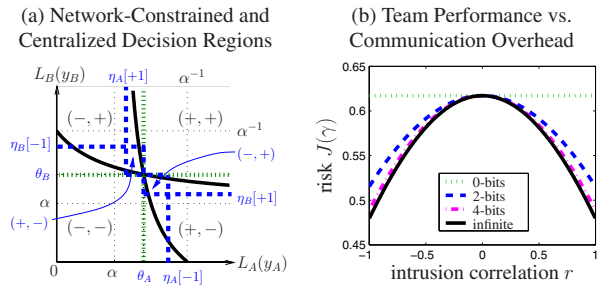 (a) Network-Constrained and
Centralized Decision Regions
L_B(y_B)
η_A[+1]
α⁻¹
(−, +)
(+, +)
α⁻¹
η_B[−1]
(−, +)
θ_B
η_B[+1]
α
(+, −)
(−, −)
(+, −)
0
α
θ_A
η_A[−1]
L_A(y_A)
(b) Team Performance vs.
Communication Overhead
0.65
0.6
0.55
0.5
0.45
risk J(γ)
0-bits
2-bits
4-bits
infinite
−1
−0.5
0
0.5
1
intrusion correlation r